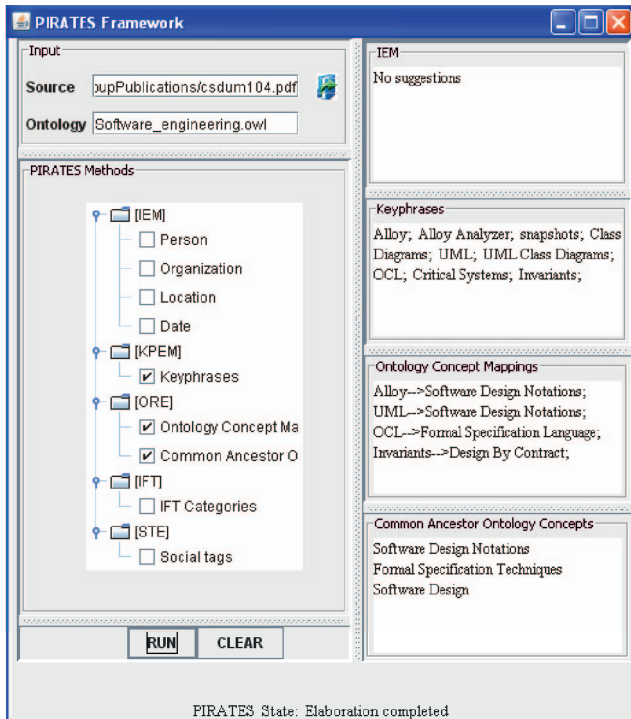 PIRATES Framework
Input
Source oupPublications/csdum104.pdf
Ontology Software_engineering.owl
PIRATES Methods
[IEM]
Person
Organization
Location
Date
[KPEM]
Keyphrases
[ORE]
Ontology Concept Ma
Common Ancestor O
[IFT]
IFT Categories
[STE]
Social tags
RUN CLEAR
IEM
No suggestions
Keyphrases
Alloy; Alloy Analyzer; snapshots; Class
Diagrams; UML; UML Class Diagrams;
OCL; Critical Systems; Invariants;
Ontology Concept Mappings
Alloy-->Software Design Notations;
UML-->Software Design Notations;
OCL-->Formal Specification Language;
Invariants-->Design By Contract;
Common Ancestor Ontology Concepts
Software Design Notations
Formal Specification Techniques
Software Design
PIRATES State: Elaboration completed